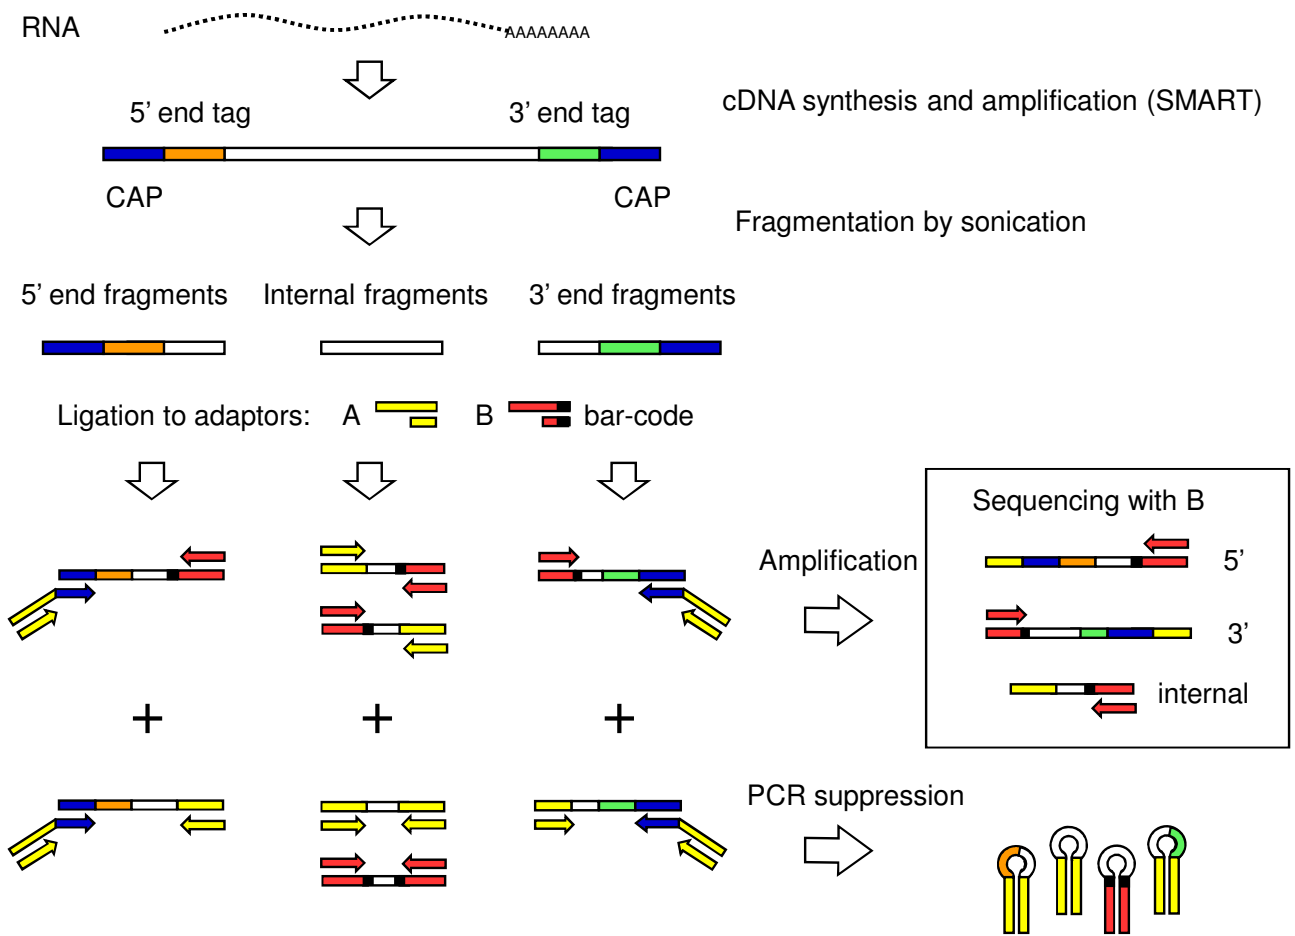 RNA
AAAAAAAA
cDNA synthesis and amplification (SMART)
5’ end tag
3’ end tag
CAP
CAP
Fragmentation by sonication
5’ end fragments
Internal fragments
3’ end fragments
Ligation to adaptors:
A
B
bar-code
Sequencing with B
Amplification
5’
3’
internal
+
+
+
PCR suppression